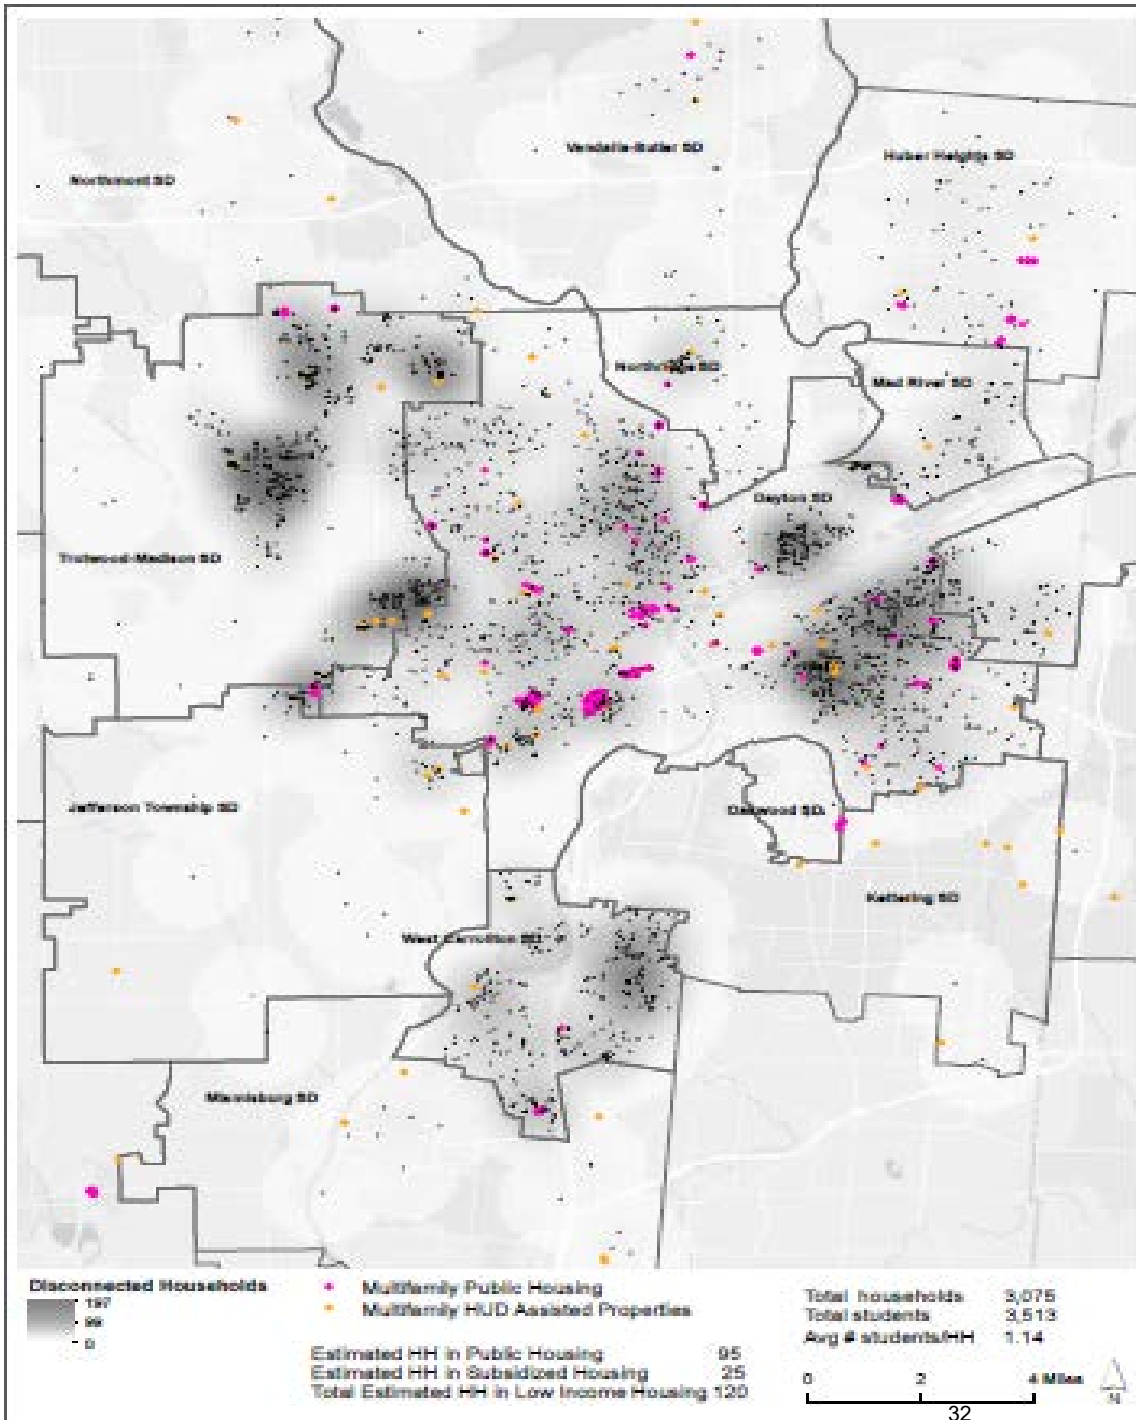 Vandalia-Butler SD
Huber Heights SD
Northmont SD
Northridge SD
Mad River SD
Dayton SD
Trotwood-Madison SD
Jefferson Township SD
Oakwood SD
Kettering SD
West Carrollton SD
Miamisburg SD
Disconnected Households
197
99
0
Multifamily Public Housing
Multifamily HUD Assisted Properties
Estimated HH in Public Housing 95
Estimated HH in Subsidized Housing 25
Total Estimated HH in Low Income Housing 120
Total households 3,075
Total students 3,513
Avg # students/HH 1.14
0 2 4 Miles
N
32